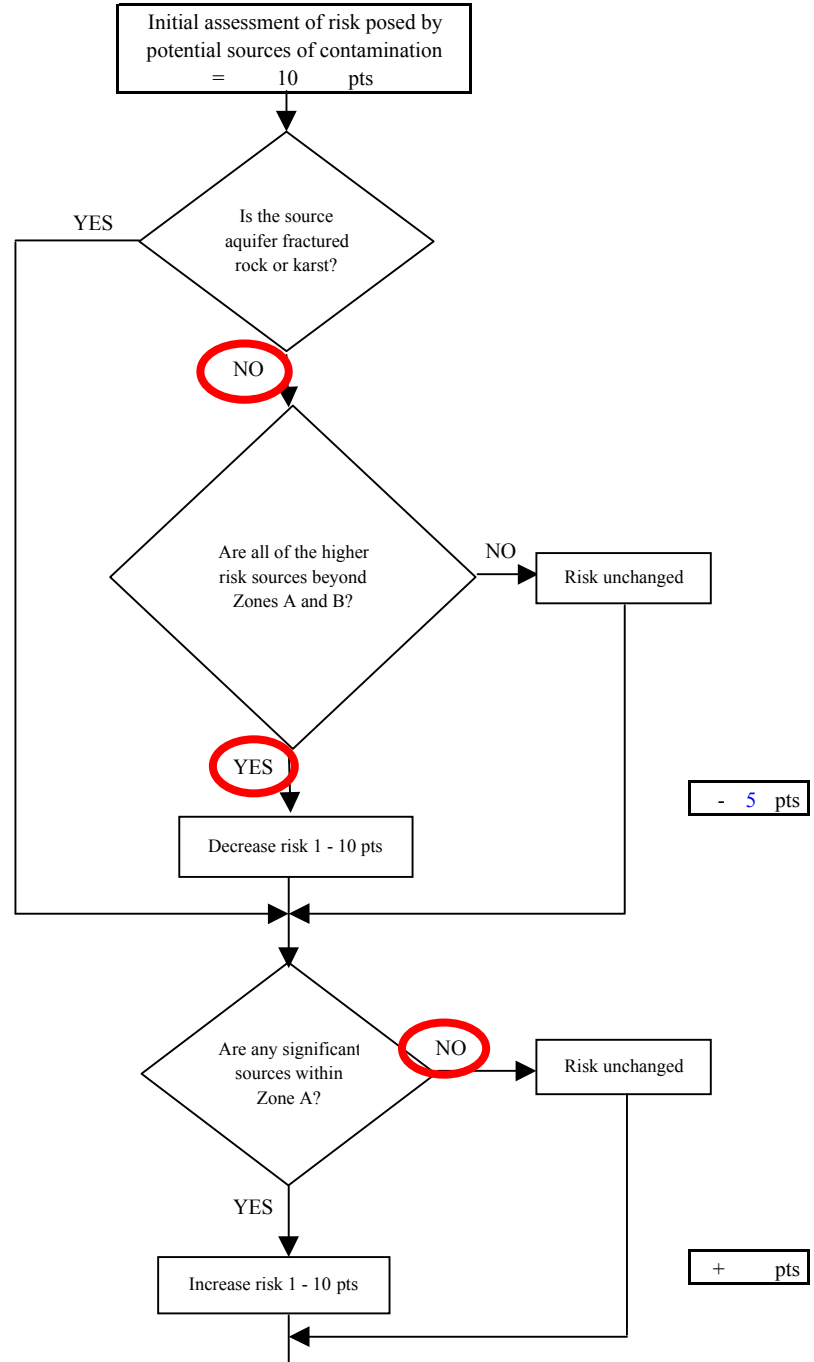 Initial assessment of risk posed by
potential sources of contamination
= 10 pts
YES
Is the source
aquifer fractured
rock or karst?
NO
Are all of the higher
risk sources beyond
Zones A and B?
NO
Risk unchanged
YES
- 5 pts
Decrease risk 1 - 10 pts
Are any significant
sources within
Zone A?
NO
Risk unchanged
YES
+ pts
Increase risk 1 - 10 pts